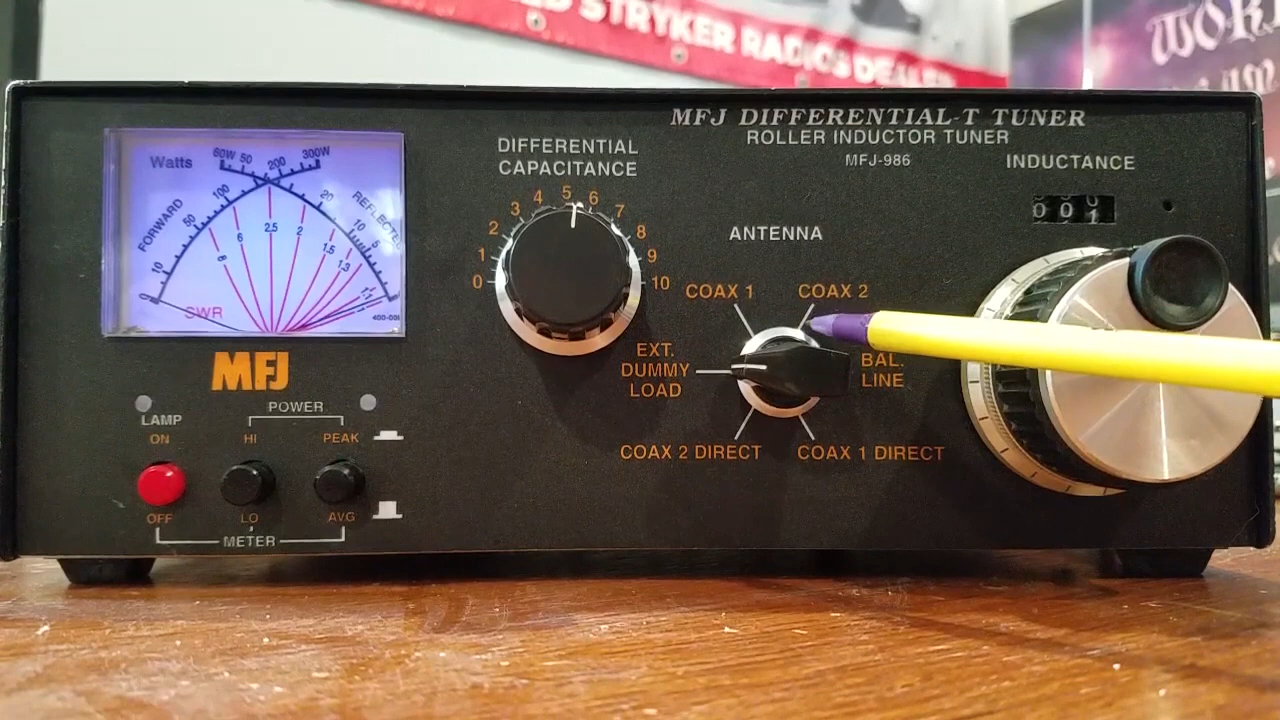 STRYKER RADIOS DEALER
WOR
MFJ DIFFERENTIAL-T TUNER
ROLLER INDUCTOR TUNER
MFJ-986
DIFFERENTIAL
CAPACITANCE
0 1 2 3 4 5 6 7 8 9 10
INDUCTANCE
001
Watts
60W 50
200 300W
FORWARD
10 50 100
REFLECTED
20 10 5
8 6 2.5 2 1.5 1.3
SWR
MFJ
ANTENNA
COAX 1
COAX 2
EXT.
DUMMY
LOAD
BAL.
LINE
COAX 2 DIRECT
COAX 1 DIRECT
LAMP
POWER
ON
HI
PEAK
OFF
LO
AVG
METER